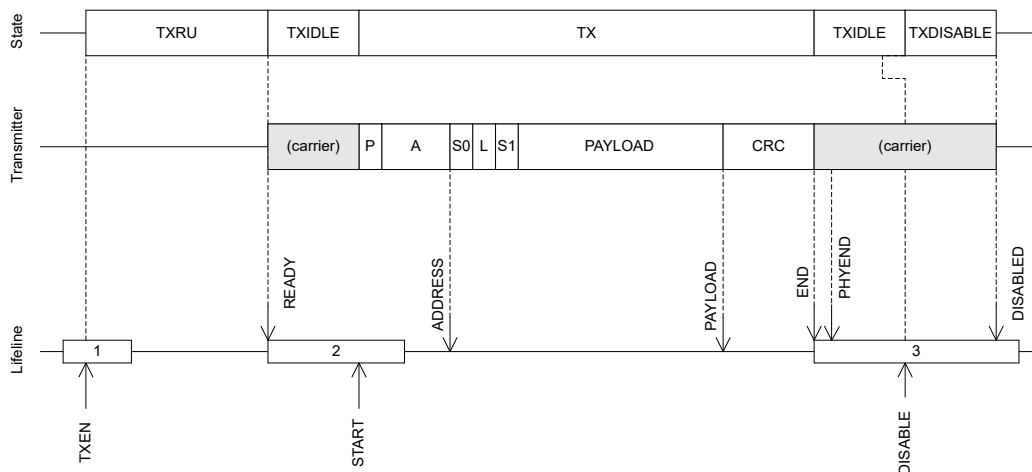 State
TXRU TXIDLE TX TXIDLE TXDISABLE
Transmitter
(carrier) P A S0 L S1 PAYLOAD CRC (carrier)
READY
ADDRESS
PAYLOAD
END
PHYEND
DISABLED
Lifeline
1 2 3
TXEN
START
DISABLE